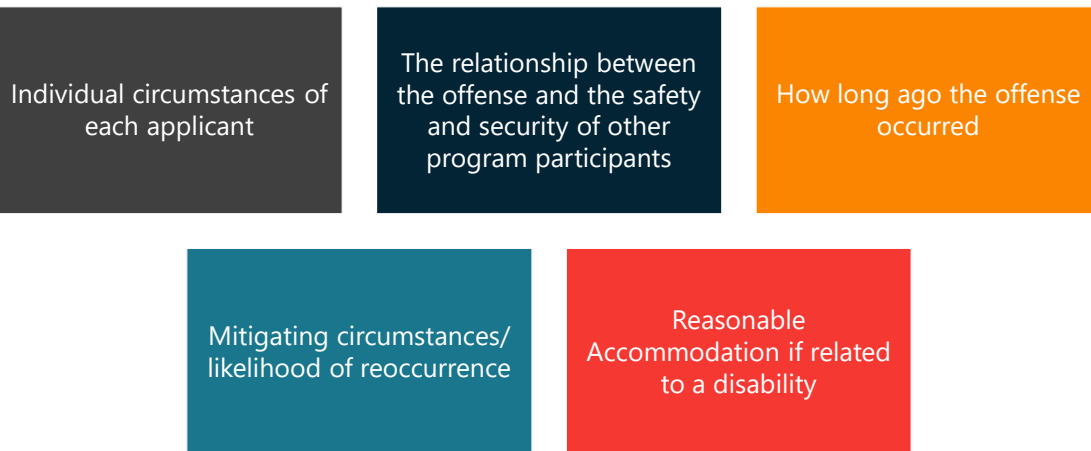 Individual circumstances of
each applicant
The relationship between
the offense and the safety
and security of other
program participants
How long ago the offense
occurred
Mitigating circumstances/
likelihood of reoccurrence
Reasonable
Accommodation if related
to a disability